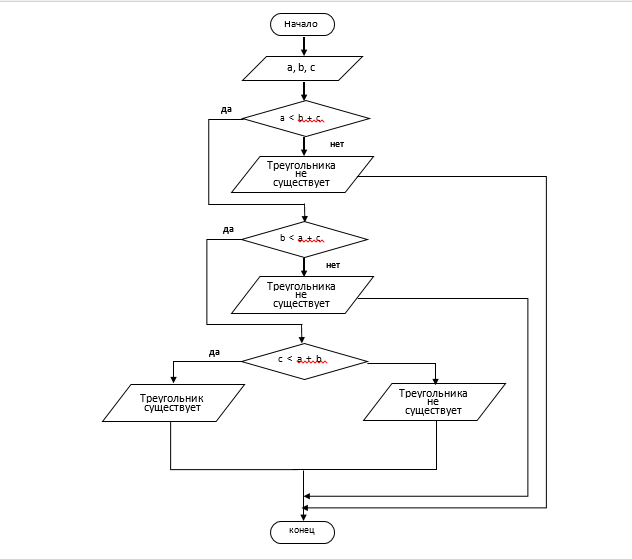 Начало
a, b, c
да
a < b + c
нет
Треугольника
не
существует
да
b < a + c
нет
Треугольника
не
существует
да
c < a + b
Треугольник
существует
Треугольника
не
существует
конец